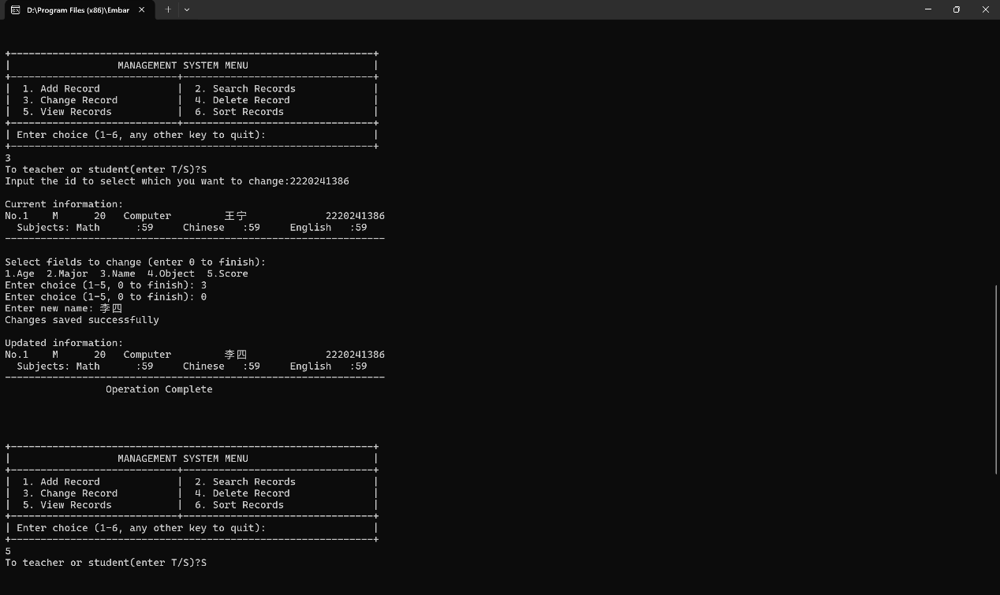 D:\Program Files (x86)\Embar
+-------------------------------------------------------------+
|                  MANAGEMENT SYSTEM MENU                     |
+----------------------------+--------------------------------+
|  1. Add Record             |  2. Search Records             |
|  3. Change Record          |  4. Delete Record              |
|  5. View Records           |  6. Sort Records               |
+----------------------------+--------------------------------+
| Enter choice (1-6, any other key to quit):                  |
+-------------------------------------------------------------+
3
To teacher or student(enter T/S)?S
Input the id to select which you want to change:2220241386
Current information:
No.1    M      20   Computer         王宁             2220241386
  Subjects: Math      :59     Chinese   :59     English   :59
----------------------------------------------------------------
Select fields to change (enter 0 to finish):
1.Age  2.Major  3.Name  4.Object  5.Score
Enter choice (1-5, 0 to finish): 3
Enter choice (1-5, 0 to finish): 0
Enter new name: 李四
Changes saved successfully
Updated information:
No.1    M      20   Computer         李四             2220241386
  Subjects: Math      :59     Chinese   :59     English   :59
----------------------------------------------------------------
                 Operation Complete
+-------------------------------------------------------------+
|                  MANAGEMENT SYSTEM MENU                     |
+----------------------------+--------------------------------+
|  1. Add Record             |  2. Search Records             |
|  3. Change Record          |  4. Delete Record              |
|  5. View Records           |  6. Sort Records               |
+----------------------------+--------------------------------+
| Enter choice (1-6, any other key to quit):                  |
+-------------------------------------------------------------+
5
To teacher or student(enter T/S)?S